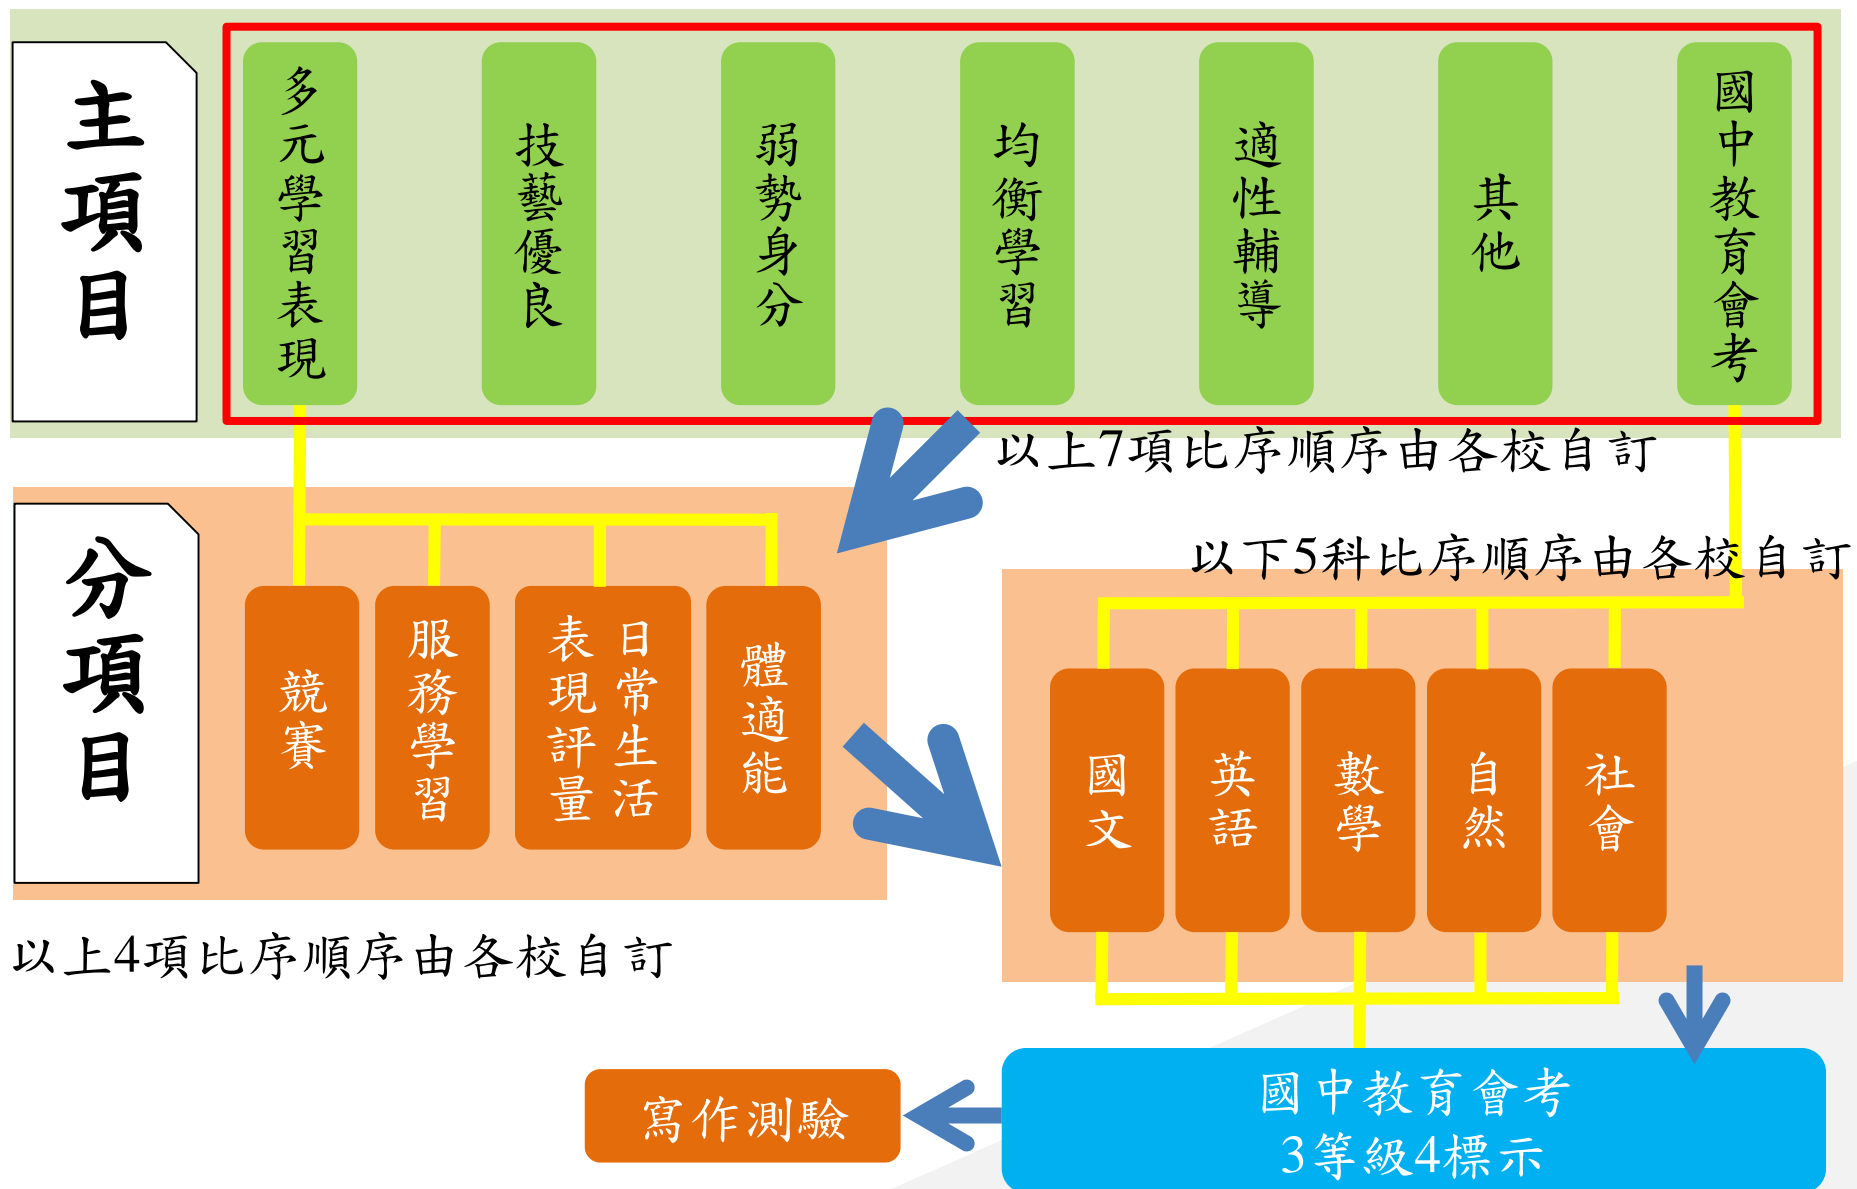 主項目
多元學習表現
技藝優良
弱勢身分
均衡學習
適性輔導
其他
國中教育會考
以上7項比序順序由各校自訂
分項目
競賽
服務學習
日常生活
表現評量
體適能
以上4項比序順序由各校自訂
以下5科比序順序由各校自訂
國文
英語
數學
自然
社會
國中教育會考
3等級4標示
寫作測驗